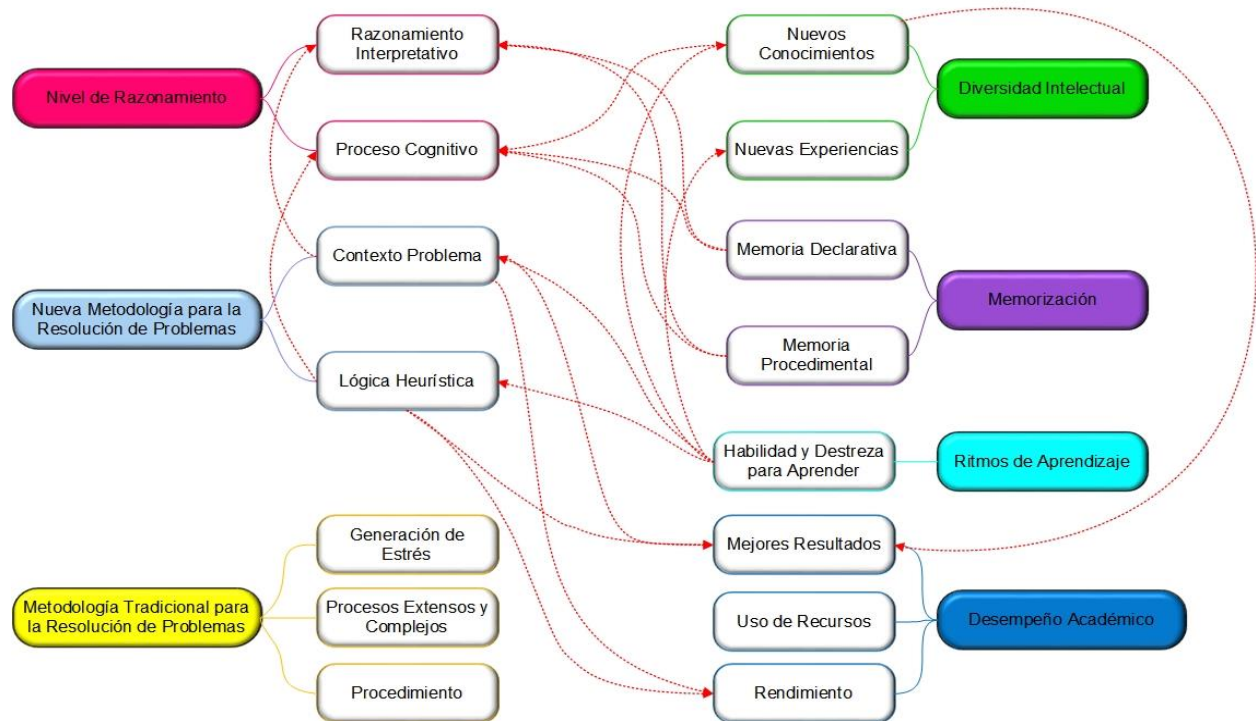 Nivel de Razonamiento
Razonamiento
Interpretativo
Proceso Cognitivo
Nueva Metodología para la
Resolución de Problemas
Contexto Problema
Lógica Heurística
Metodología Tradicional para
la Resolución de Problemas
Generación de
Estrés
Procesos Extensos y
Complejos
Procedimiento
Nuevos
Conocimientos
Nuevas Experiencias
Diversidad Intelectual
Memoria Declarativa
Memoria
Procedimental
Memorización
Habilidad y Destreza
para Aprender
Ritmos de Aprendizaje
Mejores Resultados
Uso de Recursos
Rendimiento
Desempeño Académico